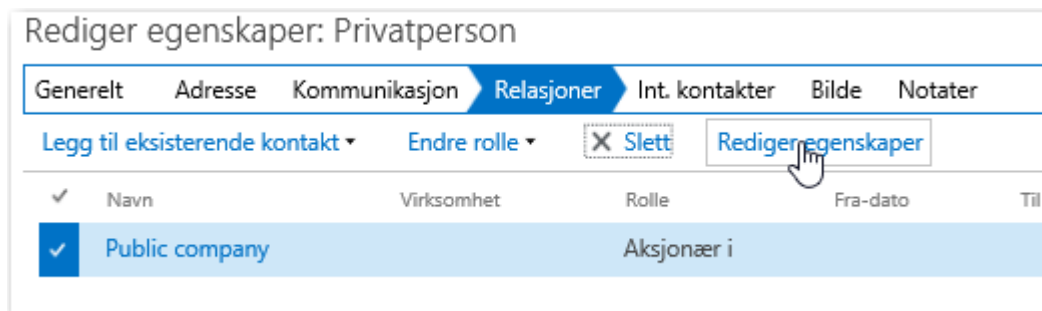 Rediger egenskaper: Privatperson
Generelt Adresse Kommunikasjon Relasjoner Int. kontakter Bilde Notater
Legg til eksisterende kontakt Endre rolle Slett Rediger egenskaper
Navn Virksomhet Rolle Fra-dato Til
Public company Aksjonær i